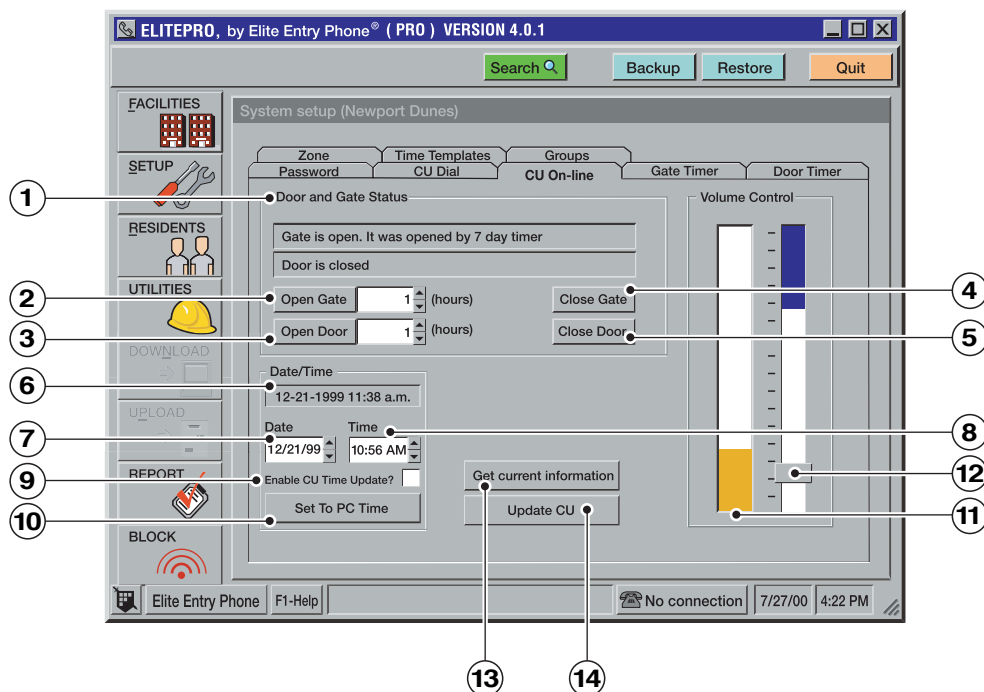 ELITEPRO, by Elite Entry Phone® ( PRO ) VERSION 4.0.1
Search Backup Restore Quit
FACILITIES
SETUP
RESIDENTS
UTILITIES
DOWNLOAD
UPLOAD
REPORT
BLOCK
System setup (Newport Dunes)
Zone Time Templates Groups
Password CU Dial CU On-line Gate Timer Door Timer
1 Door and Gate Status
Gate is open. It was opened by 7 day timer
Door is closed
2 Open Gate 1 (hours) Close Gate 4
3 Open Door 1 (hours) Close Door 5
Volume Control
Date/Time
6 12-21-1999 11:38 a.m.
Date Time
7 12/21/99 10:56 AM 8
9 Enable CU Time Update?
10 Set To PC Time
Get current information
Update CU
12
11
Elite Entry Phone F1-Help No connection 7/27/00 4:22 PM
13 14